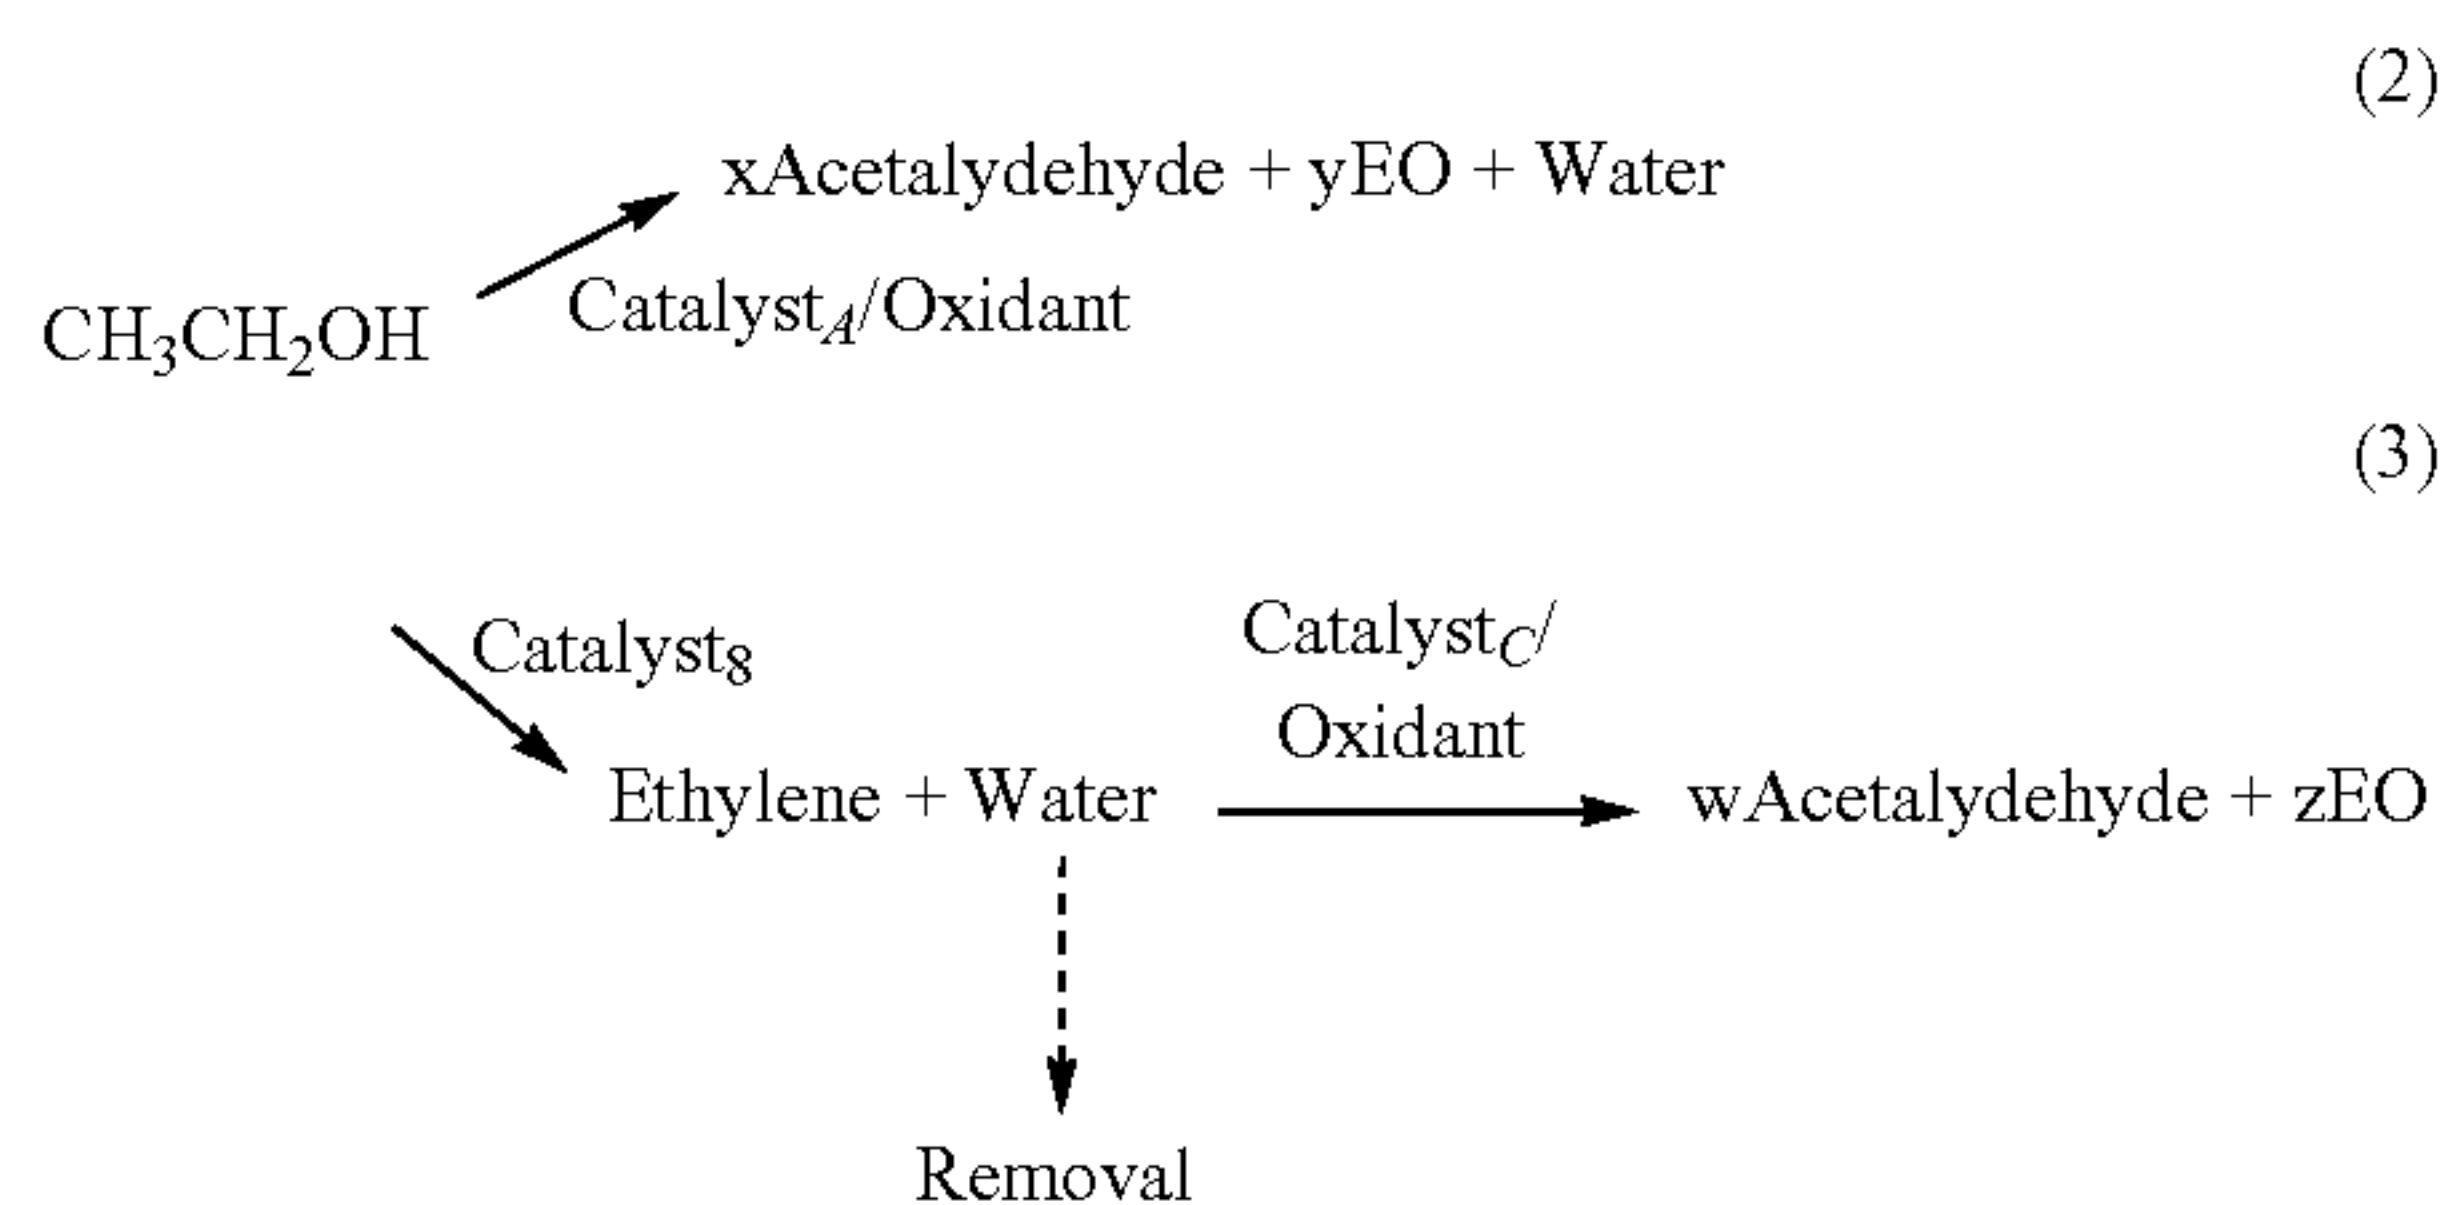 (2)
xAcetalydehyde + yEO + Water
CH₃CH₂OH
Catalyst_A/Oxidant
(3)
Catalyst₈
Catalyst_C/
Oxidant
Ethylene + Water
wAcetalydehyde + zEO
Removal